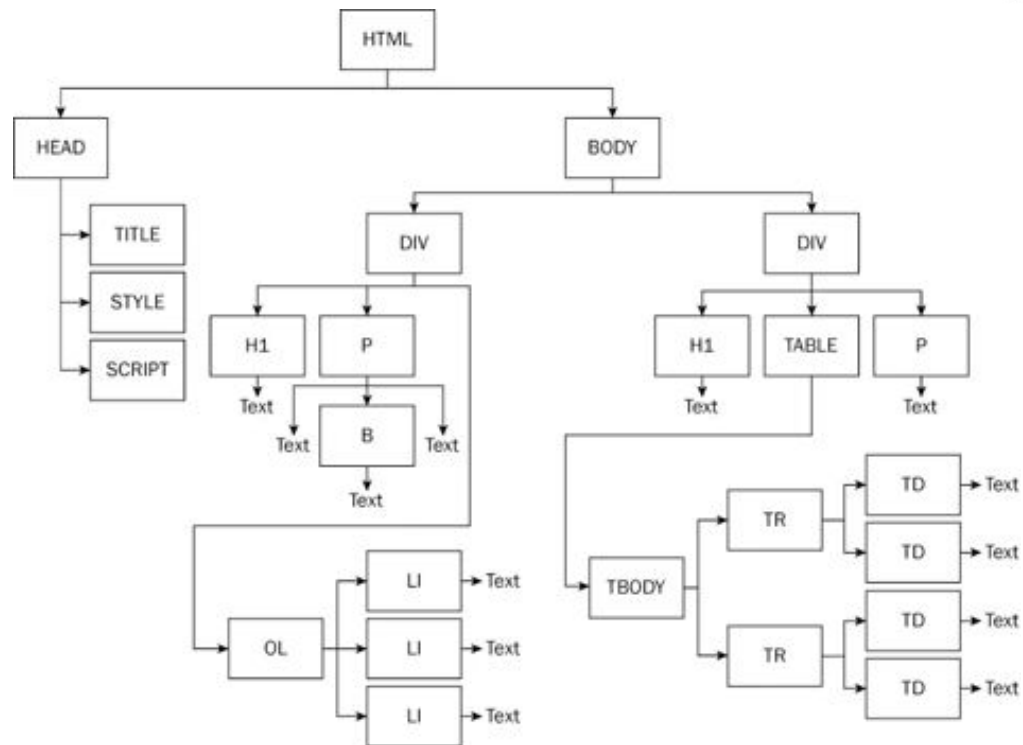 HTML
HEAD
BODY
TITLE
STYLE
SCRIPT
DIV
DIV
H1
P
Text
Text
B
Text
Text
H1
TABLE
P
Text
Text
OL
LI
Text
LI
Text
LI
Text
TBODY
TR
TD
Text
TD
Text
TR
TD
Text
TD
Text